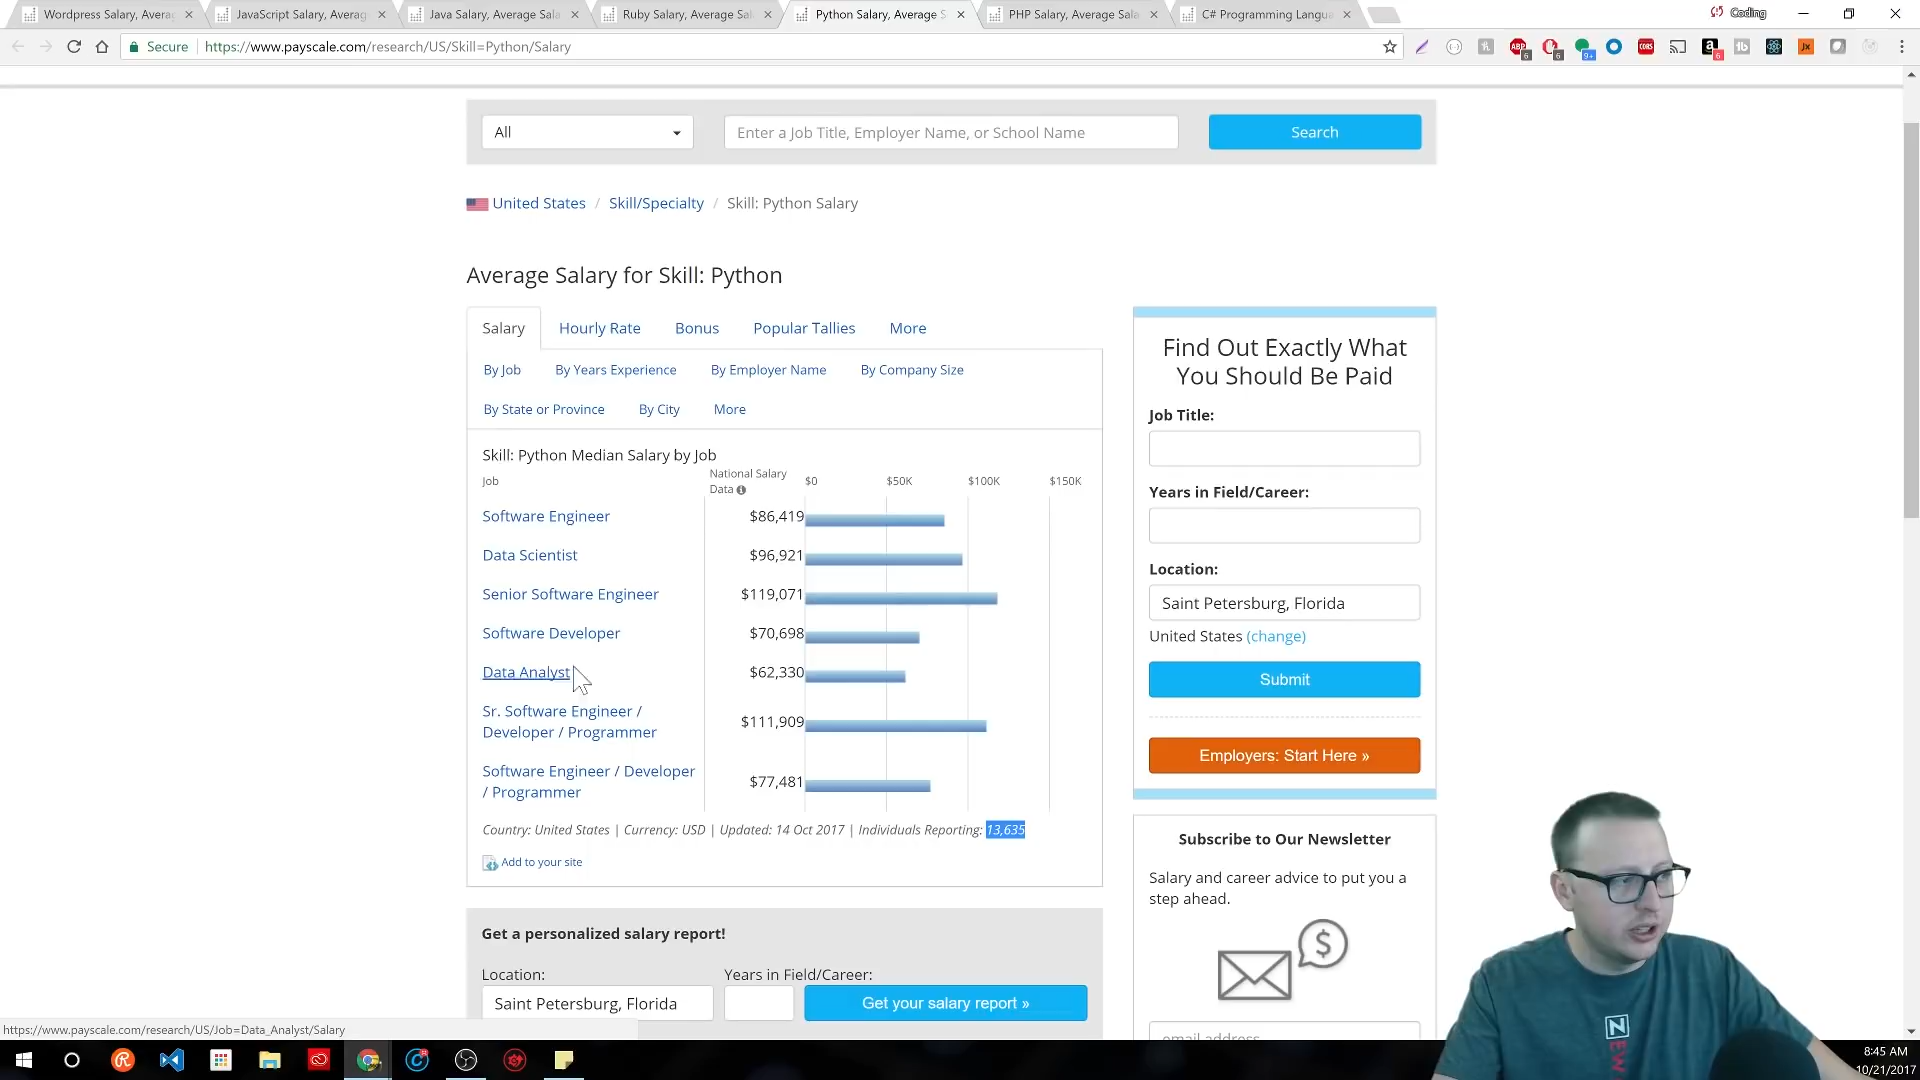 Wordpress Salary, Averag
JavaScript Salary, Averag
Java Salary, Average Sala
Ruby Salary, Average Sal
Python Salary, Average S
PHP Salary, Average Sala
C# Programming Langu
Coding
Secure
https://www.payscale.com/research/US/Skill=Python/Salary
All
Enter a Job Title, Employer Name, or School Name
Search
United States / Skill/Specialty / Skill: Python Salary
Average Salary for Skill: Python
Salary
Hourly Rate
Bonus
Popular Tallies
More
By Job
By Years Experience
By Employer Name
By Company Size
By State or Province
By City
More
Skill: Python Median Salary by Job
Job
National Salary
Data
$0
$50K
$100K
$150K
Software Engineer
$86,419
Data Scientist
$96,921
Senior Software Engineer
$119,071
Software Developer
$70,698
Data Analyst
$62,330
Sr. Software Engineer /
Developer / Programmer
$111,909
Software Engineer / Developer
/ Programmer
$77,481
Country: United States | Currency: USD | Updated: 14 Oct 2017 | Individuals Reporting: 13,635
Add to your site
Get a personalized salary report!
Location:
Years in Field/Career:
Saint Petersburg, Florida
Get your salary report »
Find Out Exactly What
You Should Be Paid
Job Title:
Years in Field/Career:
Location:
Saint Petersburg, Florida
United States (change)
Submit
Employers: Start Here »
Subscribe to Our Newsletter
Salary and career advice to put you a
step ahead.
$
email address
https://www.payscale.com/research/US/Job=Data_Analyst/Salary
N
NEW
8:45 AM
10/21/2017